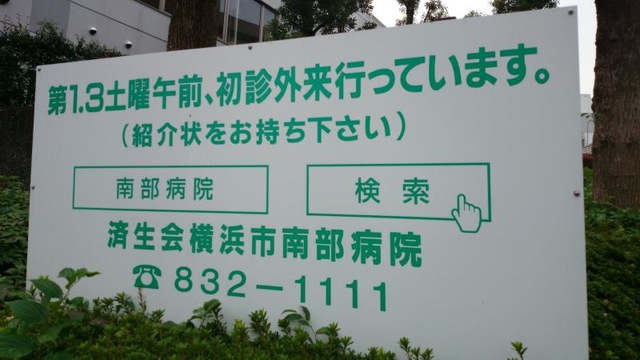 第1.3土曜午前、初診外来行っています。
(紹介状をお持ち下さい)
南部病院 検索
済生会横浜市南部病院
☎832-1111